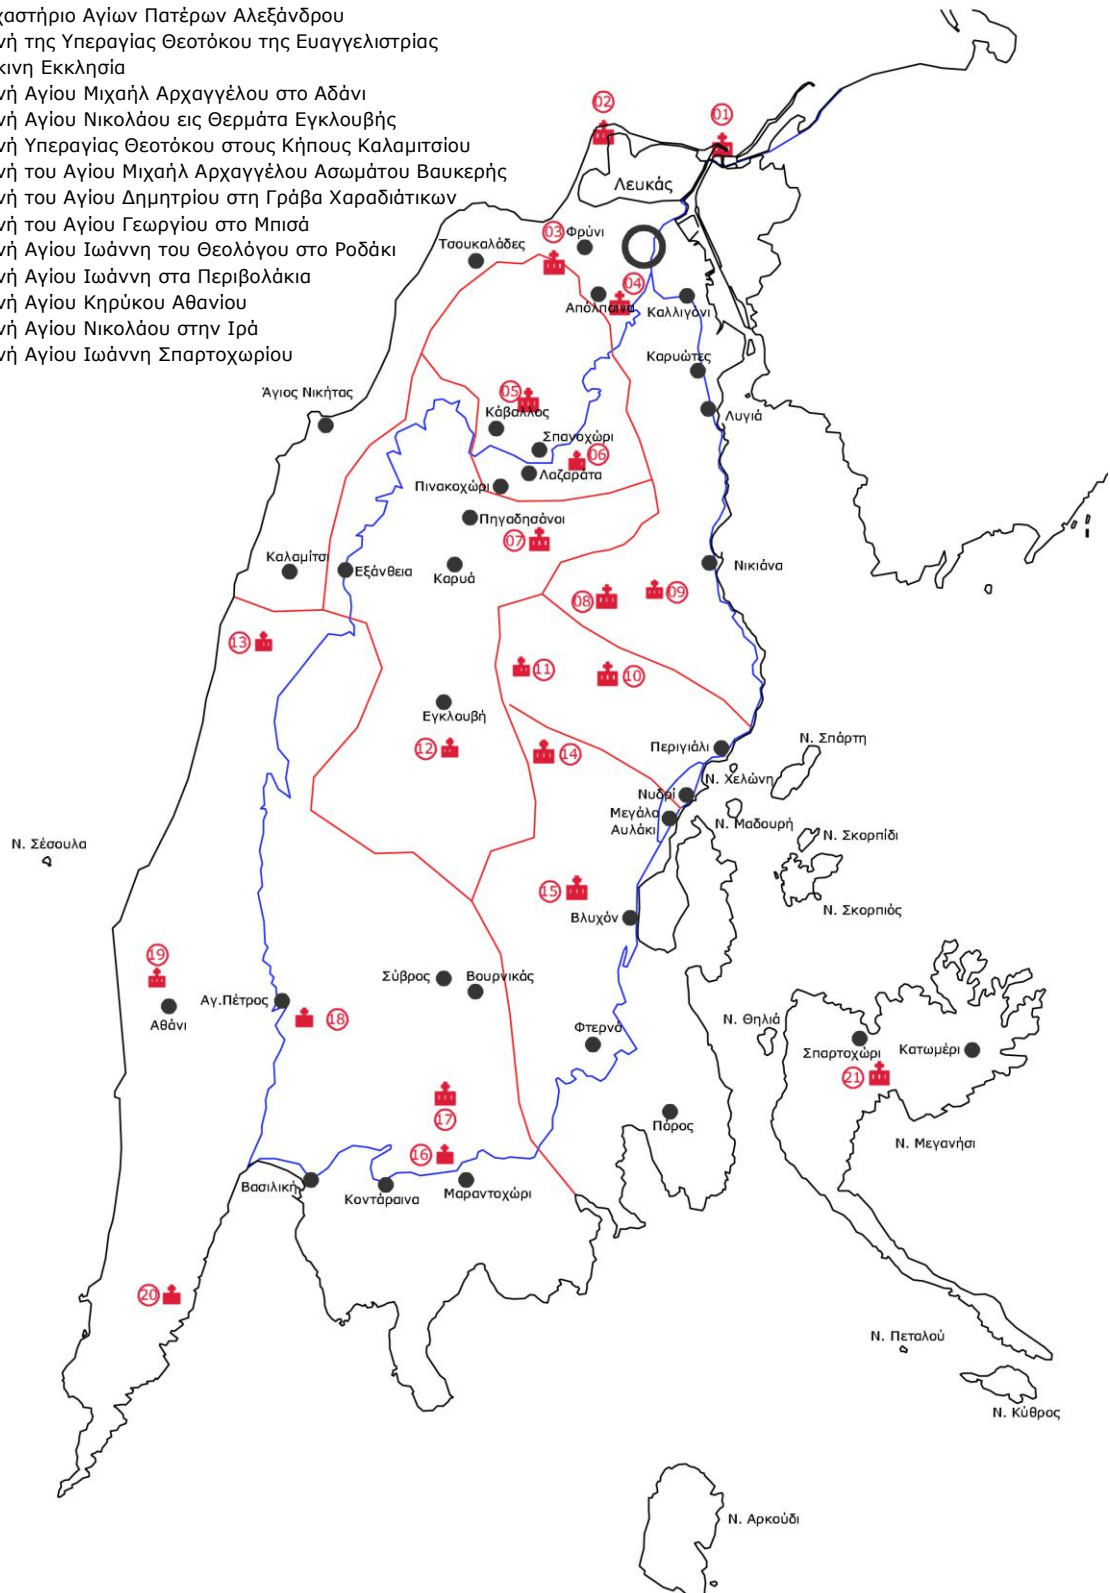 χαστήριο Αγίων Πατέρων Αλεξάνδρου
νή της Υπεραγίας Θεοτόκου της Ευαγγελιστρίας
κινη Εκκλησία
νή Αγίου Μιχαήλ Αρχαγγέλου στο Αδάνι
νή Αγίου Νικολάου εις Θερμάτα Εγκλουβής
νή Υπεραγίας Θεοτόκου στους Κήπους Καλαμιτσίου
νή του Αγίου Μιχαήλ Αρχαγγέλου Ασωμάτου Βαυκερής
νή του Αγίου Δημητρίου στη Γράβα Χαραδιάτικων
νή του Αγίου Γεωργίου στο Μπισά
νή Αγίου Ιωάννη του Θεολόγου στο Ροδάκι
νή Αγίου Ιωάννη στα Περιβολάκια
νή Αγίου Κηρύκου Αθανίου
νή Αγίου Νικολάου στην Ιρά
νή Αγίου Ιωάννη Σπαρτοχωρίου
02
01
Λευκάς
03
Φρύνι
Τσουκαλάδες
04
Απόλπαινα
Καλλιγόνι
Καρυώτες
Άγιος Νικήτας
05
Κάβαλλος
Λυγιά
Σπανοχώρι
06
Λαζαράτα
Πινακοχώρι
Πηγαδησάνοι
07
Καλαμίτσι
Εξάνθεια
Καρυά
Νικιάνα
08
09
13
11
10
Εγκλουβή
12
14
Περιγιάλι
Ν. Σπάρτη
Ν. Χελώνη
Νυδρί
Μεγάλο
Αυλάκι
Ν. Μαδουρή
Ν. Σκορπίδι
Ν. Σέσουλα
15
Βλυχόν
Ν. Σκορπιός
19
Σύβρος
Βουρνικάς
Αγ.Πέτρος
Αθάνι
18
Φτερνό
Ν. Θηλιά
Σπαρτοχώρι
Κατωμέρι
21
17
Πόρος
Ν. Μεγανήσι
16
Βασιλική
Κοντάραινα
Μαραντοχώρι
20
Ν. Πεταλού
Ν. Κύθρος
Ν. Αρκούδι